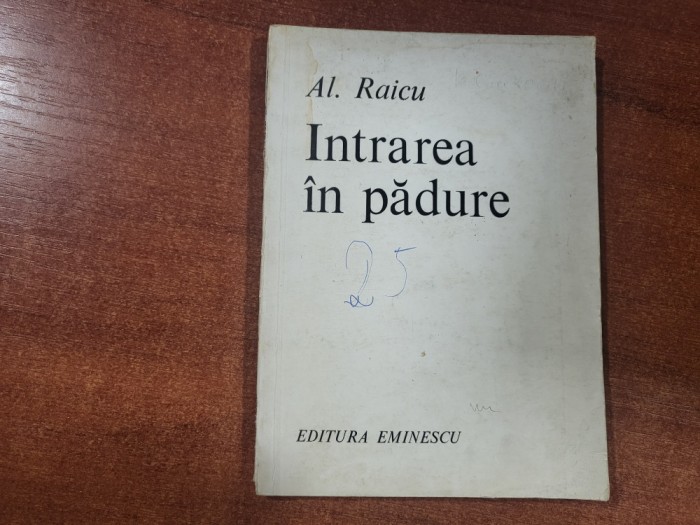 Al. Raicu
Intrarea
în pădure
25
EDITURA EMINESCU